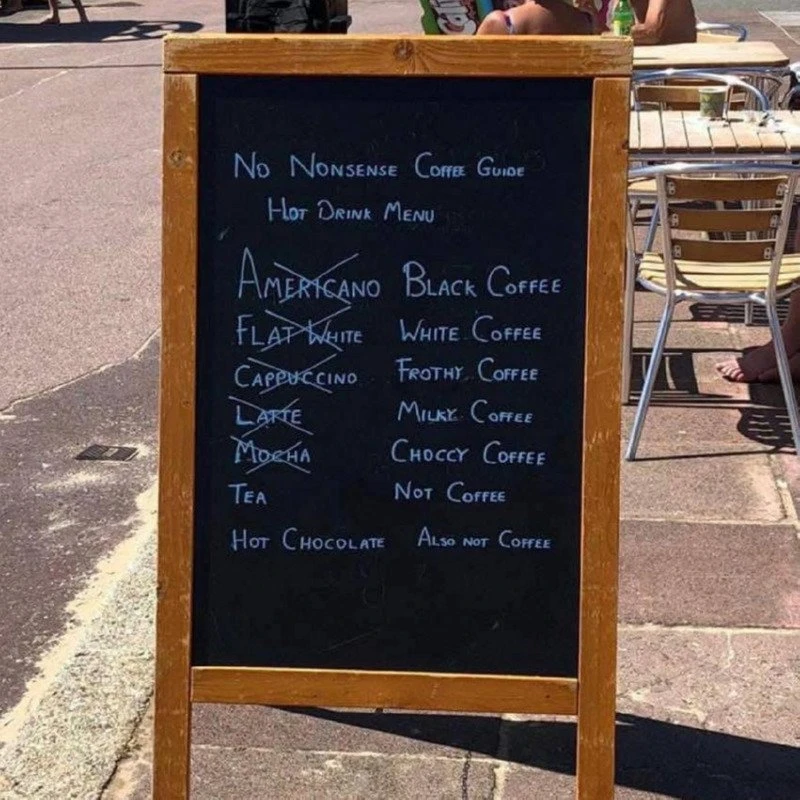 No Nonsense Coffee Guide
Hot Drink Menu
Americano Black Coffee
Flat White White Coffee
Cappuccino Frothy Coffee
Latte Milky Coffee
Mocha Choccy Coffee
Tea Not Coffee
Hot Chocolate Also not Coffee